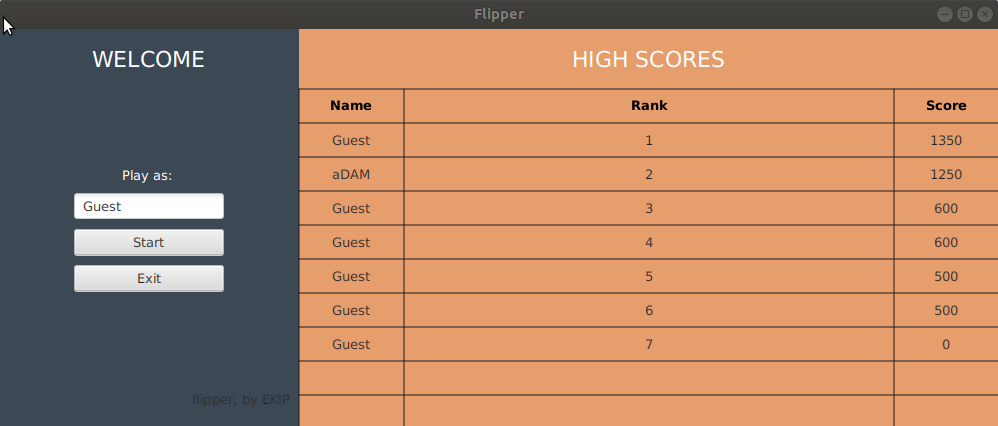 Flipper
WELCOME
Play as:
Guest
Start
Exit
flipper, by EKIP
HIGH SCORES
Name Rank Score
Guest 1 1350
aDAM 2 1250
Guest 3 600
Guest 4 600
Guest 5 500
Guest 6 500
Guest 7 0